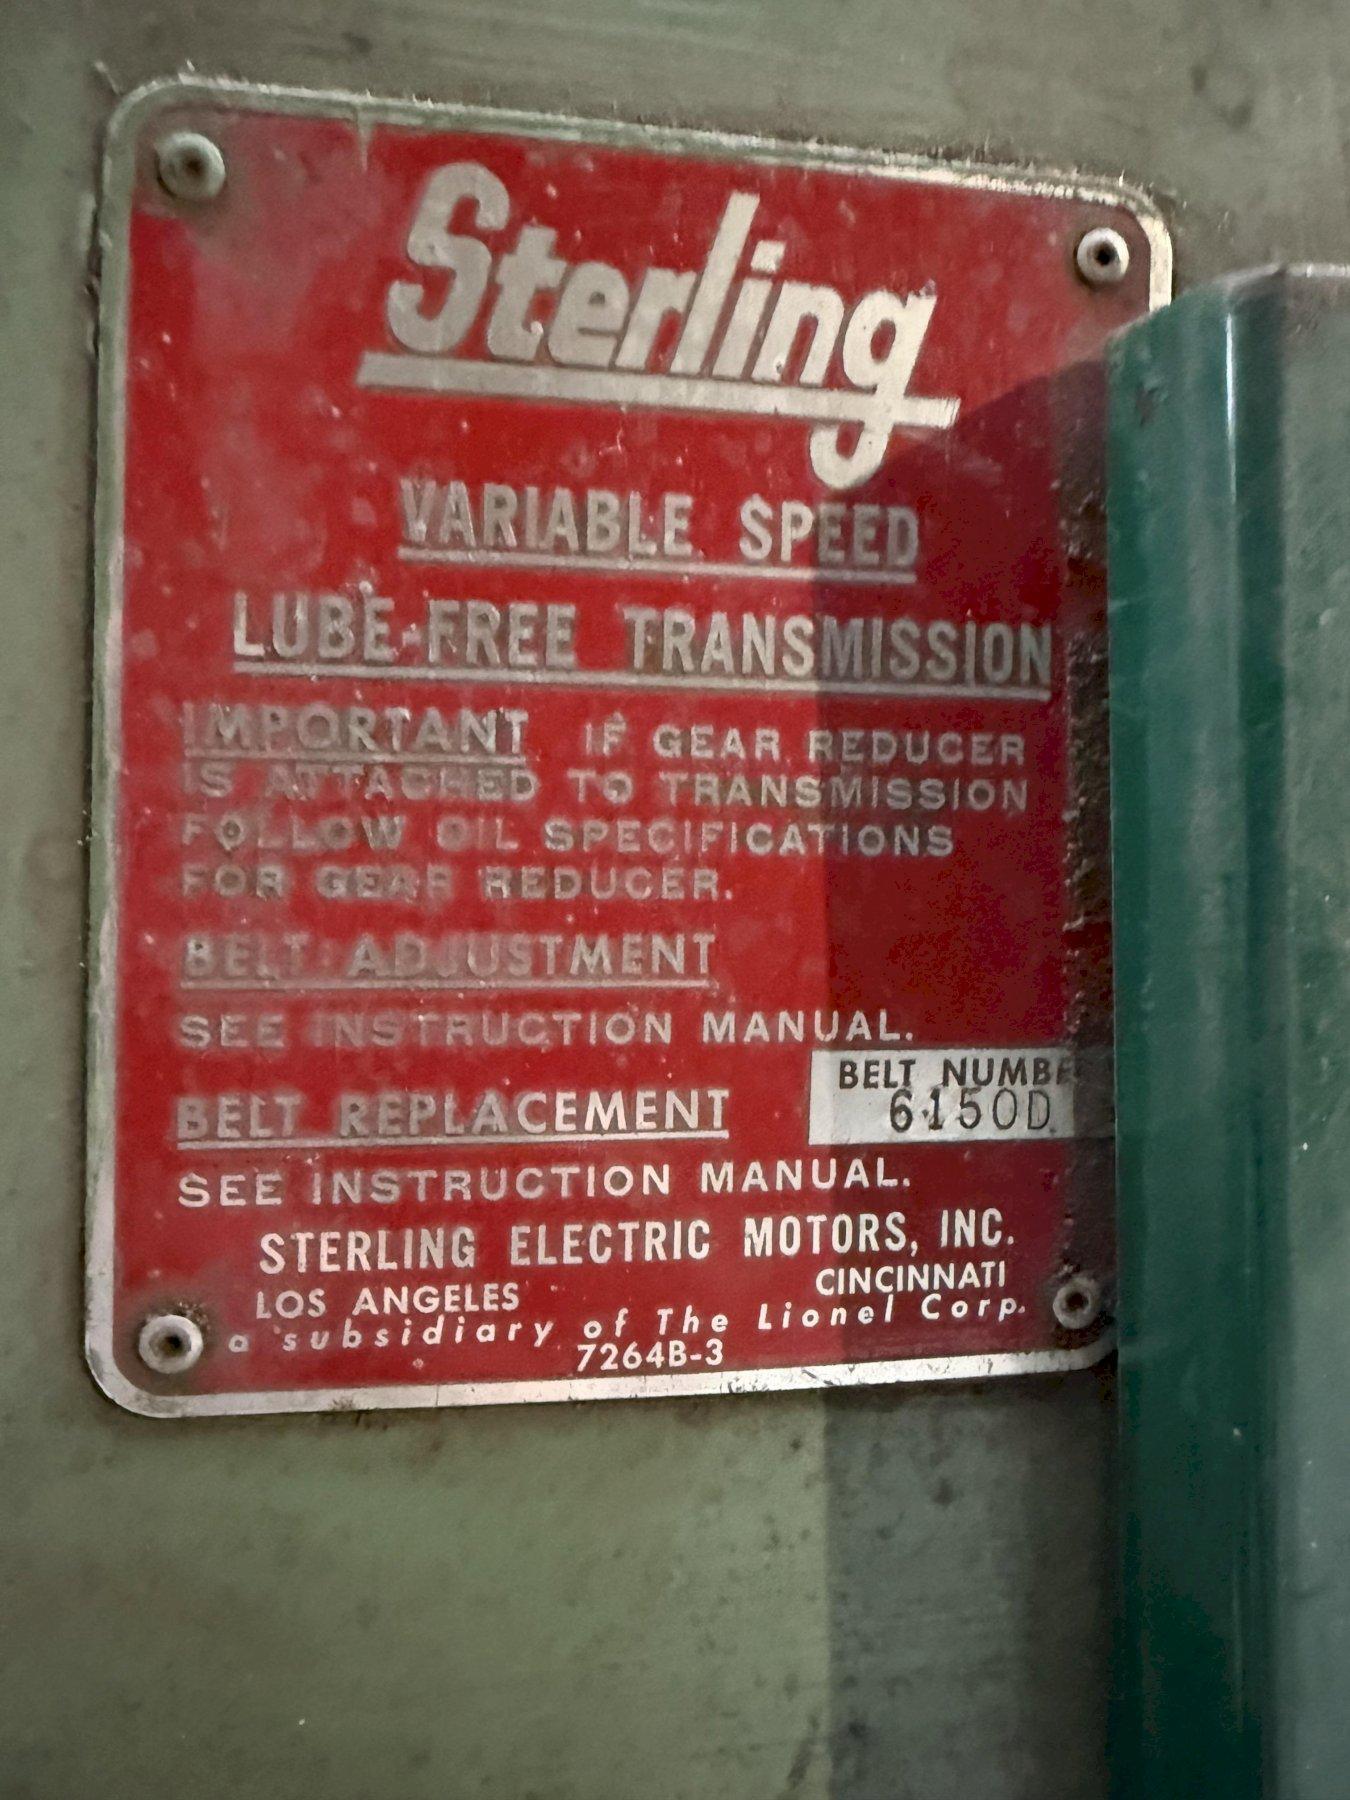 Sterling
VARIABLE SPEED
LUBE-FREE TRANSMISSION
IMPORTANT IF GEAR REDUCER
IS ATTACHED TO TRANSMISSION
FOLLOW OIL SPECIFICATIONS
FOR GEAR REDUCER.
BELT ADJUSTMENT
SEE INSTRUCTION MANUAL.
BELT NUMBE
BELT REPLACEMENT 6150D
SEE INSTRUCTION MANUAL.
STERLING ELECTRIC MOTORS, INC.
LOS ANGELES CINCINNATI
a subsidiary of The Lionel Corp.
7264B-3